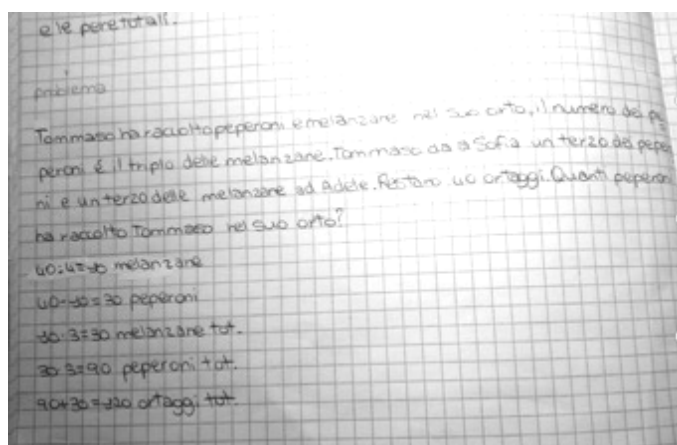 e le pere totali.
problema
Tommaso ha raccolto peperoni e melanzane nel suo orto, il numero dei pe
peroni è il triplo delle melanzane. Tommaso da a Sofia un terzo dei pepe
ni e un terzo delle melanzane ad Adele. Restano 40 ortaggi. Quanti peperoni
ha raccolto Tommaso nel suo orto?
40:4=10 melanzane
40-10=30 peperoni
10·3=30 melanzane tot.
30·3=90 peperoni tot.
90+30=120 ortaggi tot.